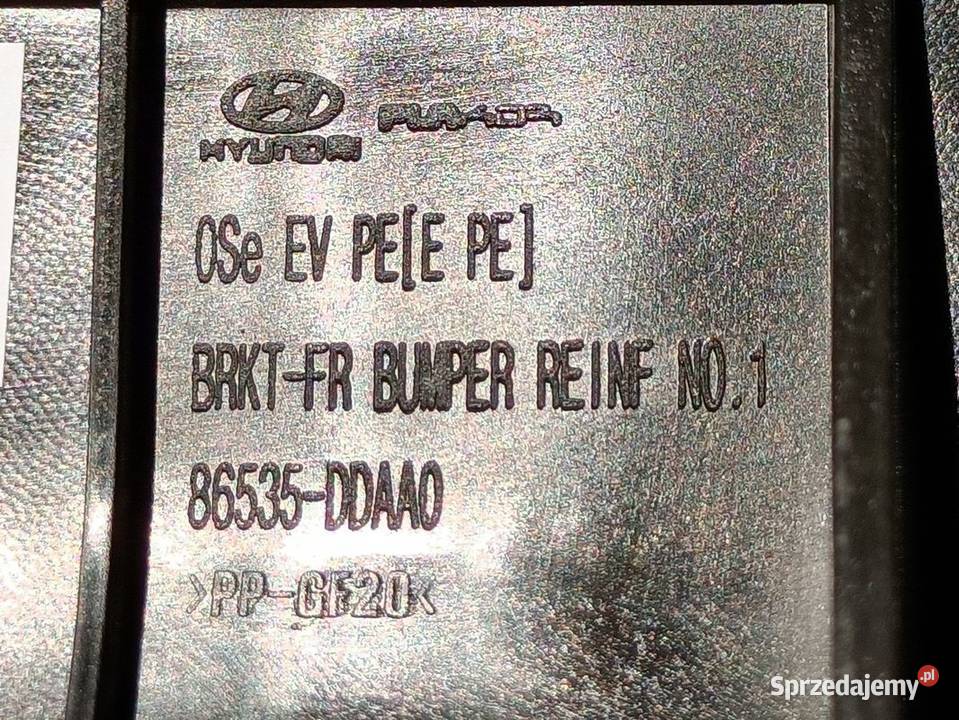 HYUNDAI
OSe EV PE[E PE]
BRKT-FR BUMPER REINF NO.1
86535-DDAA0
>PP-GF20<
Sprzedajemy.pl